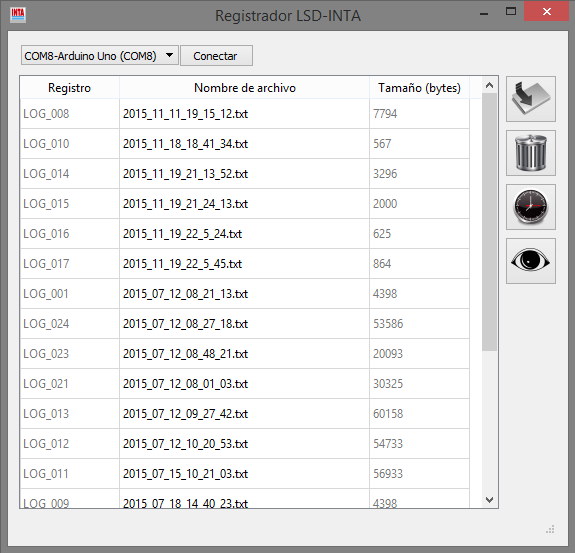 INTA
Registrador LSD-INTA
COM8-Arduino Uno (COM8) Conectar
Registro Nombre de archivo Tamaño (bytes)
LOG_008 2015_11_11_19_15_12.txt 7794
LOG_010 2015_11_18_18_41_34.txt 567
LOG_014 2015_11_19_21_13_52.txt 3296
LOG_015 2015_11_19_21_24_13.txt 2000
LOG_016 2015_11_19_22_5_24.txt 625
LOG_017 2015_11_19_22_5_45.txt 864
LOG_001 2015_07_12_08_21_13.txt 4398
LOG_024 2015_07_12_08_27_18.txt 53586
LOG_023 2015_07_12_08_48_21.txt 20093
LOG_021 2015_07_12_08_01_03.txt 30325
LOG_013 2015_07_12_09_27_42.txt 60158
LOG_012 2015_07_12_10_20_53.txt 54733
LOG_011 2015_07_15_10_21_03.txt 56933
LOG_009 2015_07_18_14_40_23.txt 4398